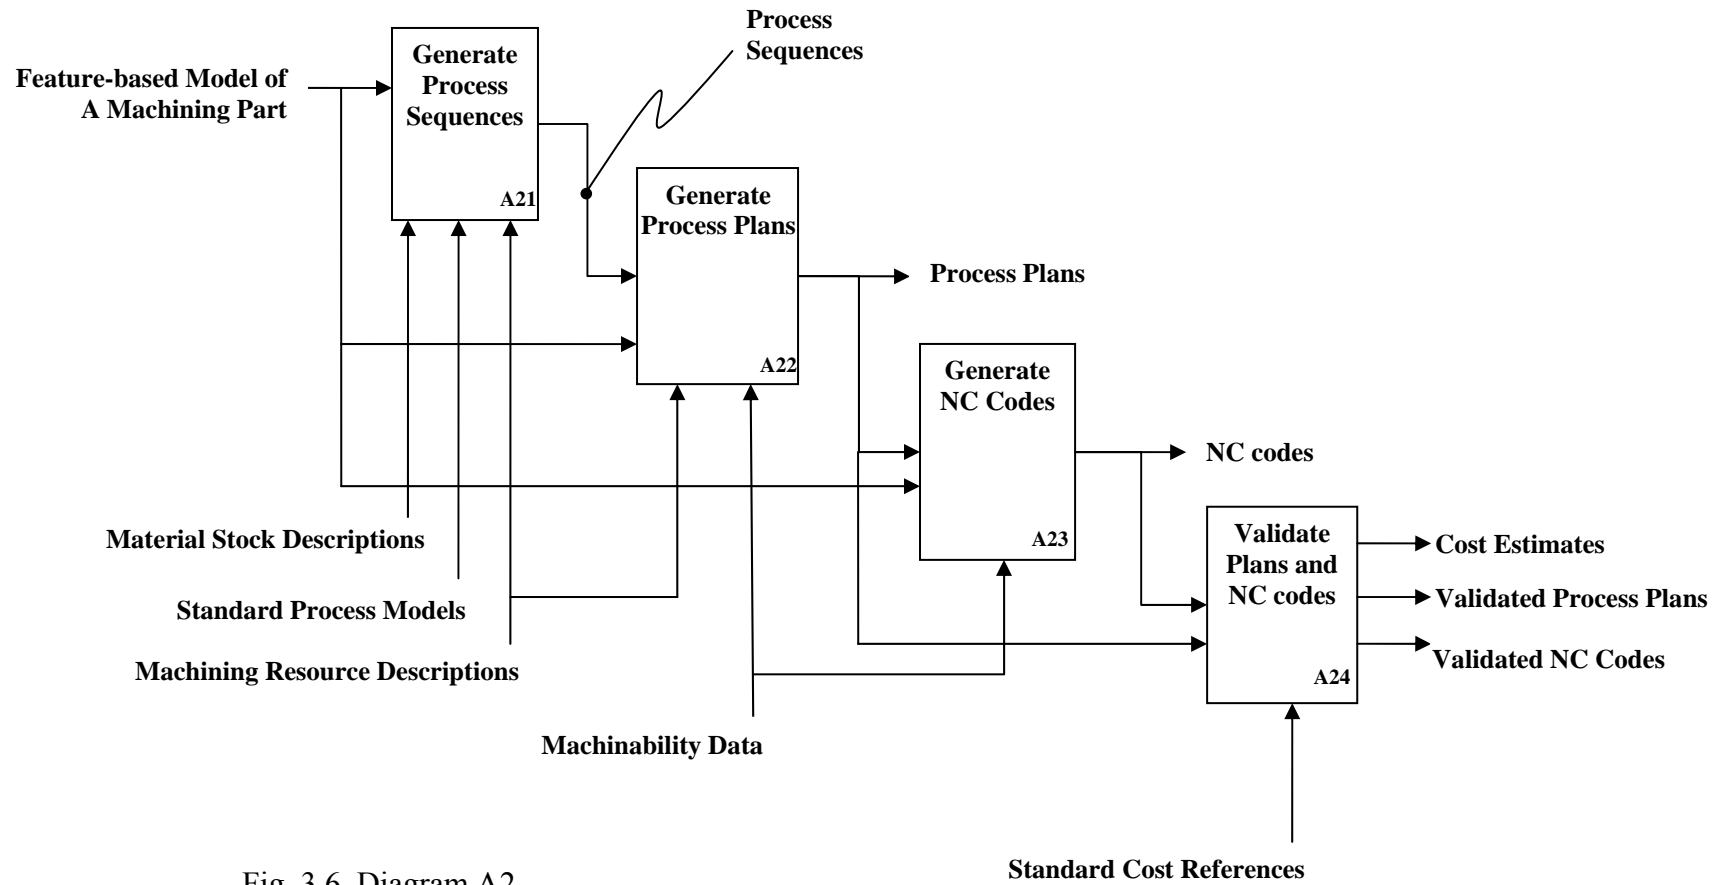 Process
Sequences
Generate
Process
Sequences
A21
Feature-based Model of
A Machining Part
Generate
Process Plans
A22
Process Plans
Generate
NC Codes
A23
NC codes
Validate
Plans and
NC codes
A24
Cost Estimates
Validated Process Plans
Validated NC Codes
Material Stock Descriptions
Standard Process Models
Machining Resource Descriptions
Machinability Data
Standard Cost References
Fig. 3.6 Diagram A2